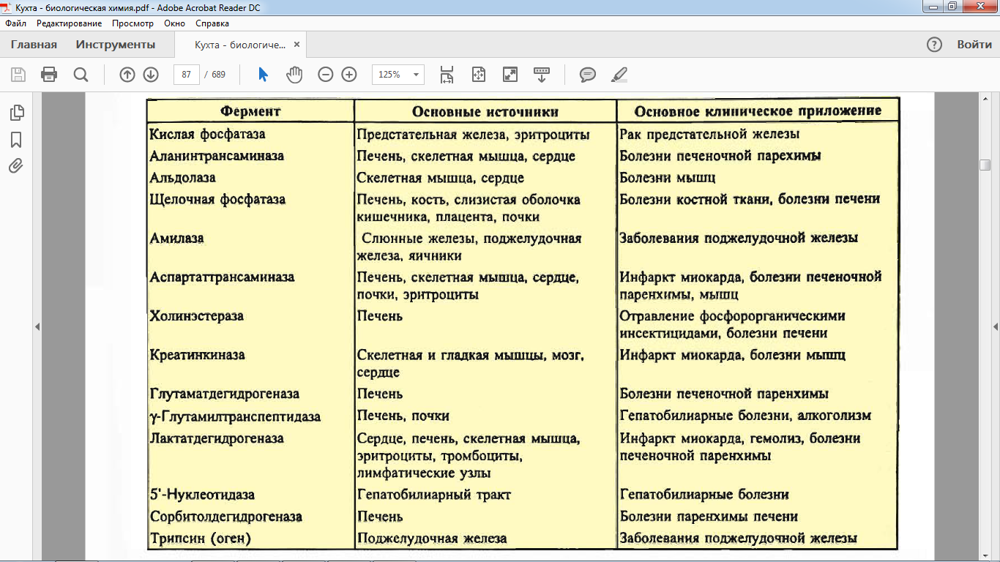 Кухта - биологическая химия.pdf - Adobe Acrobat Reader DC
Файл Редактирование Просмотр Окно Справка
Главная Инструменты Кухта - биологиче... × ? Войти
87 / 689 125%
Фермент Основные источники Основное клиническое приложение
Кислая фосфатаза Предстательная железа, эритроциты Рак предстательной железы
Аланинтрансаминаза Печень, скелетная мышца, сердце Болезни печеночной парехимы
Альдолаза Скелетная мышца, сердце Болезни мышц
Щелочная фосфатаза Печень, кость, слизистая оболочка Болезни костной ткани, болезни печени
кишечника, плацента, почки
Амилаза Слюнные железы, поджелудочная Заболевания поджелудочной железы
железа, яичники
Аспартаттрансаминаза Печень, скелетная мышца, сердце, Инфаркт миокарда, болезни печеночной
почки, эритроциты паренхимы, мышц
Холинэстераза Печень Отравление фосфорорганическими
инсектицидами, болезни печени
Креатинкиназа Скелетная и гладкая мышцы, мозг, Инфаркт миокарда, болезни мышц
сердце
Глутаматдегидрогеназа Печень Болезни печеночной паренхимы
γ-Глутамилтранспептидаза Печень, почки Гепатобилиарные болезни, алкоголизм
Лактатдегидрогеназа Сердце, печень, скелетная мышца, Инфаркт миокарда, гемолиз, болезни
эритроциты, тромбоциты, печеночной паренхимы
лимфатические узлы
5'-Нуклеотидаза Гепатобилиарный тракт Гепатобилиарные болезни
Сорбитолдегидрогеназа Печень Болезни паренхимы печени
Трипсин (оген) Поджелудочная железа Заболевания поджелудочной железы